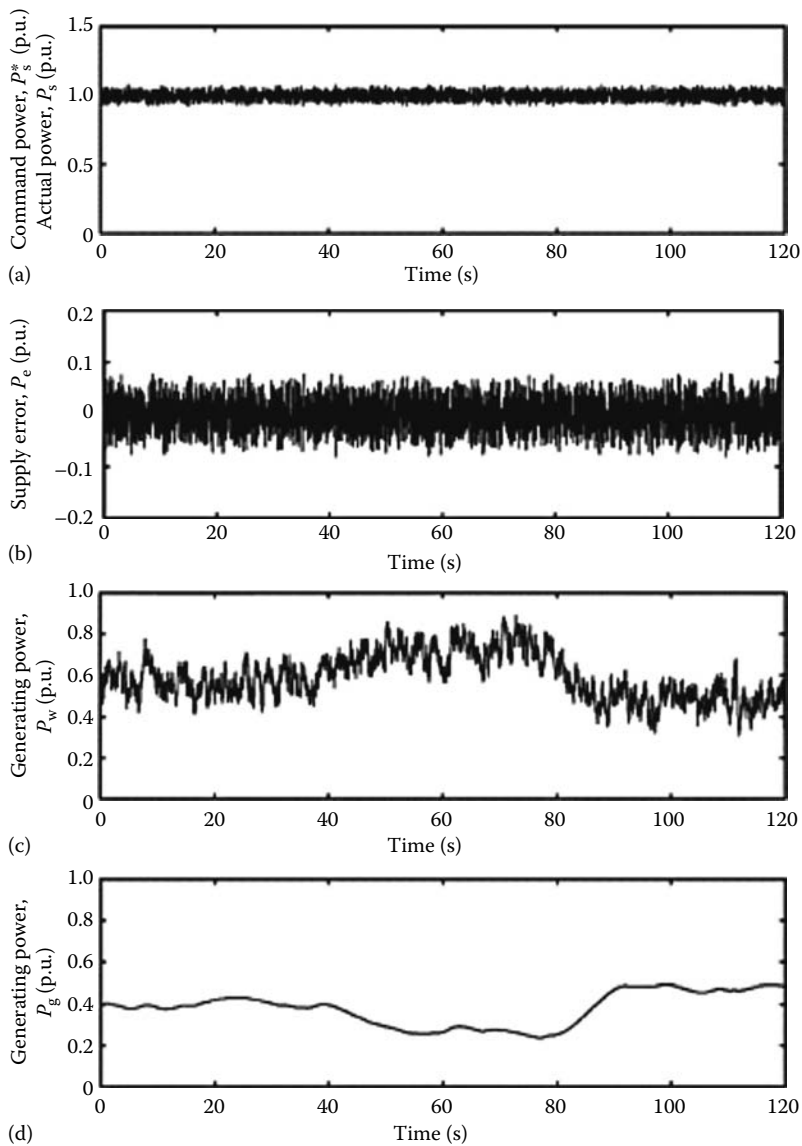 Command power, P*s (p.u.)
Actual power, Ps (p.u.)
1.5
1.0
0.5
0
0 20 40 60 80 100 120
Time (s)
(a)
Supply error, Pe (p.u.)
0.2
0.1
0
−0.1
−0.2
0 20 40 60 80 100 120
Time (s)
(b)
Generating power,
Pw (p.u.)
1.0
0.8
0.6
0.4
0.2
0
0 20 40 60 80 100 120
Time (s)
(c)
Generating power,
Pg (p.u.)
1.0
0.8
0.6
0.4
0.2
0
0 20 40 60 80 100 120
Time (s)
(d)